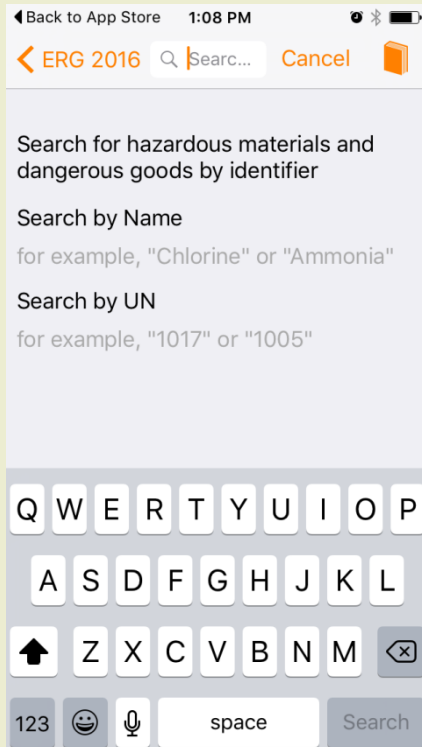 Back to App Store 1:08 PM
ERG 2016 Searc... Cancel
Search for hazardous materials and
dangerous goods by identifier
Search by Name
for example, "Chlorine" or "Ammonia"
Search by UN
for example, "1017" or "1005"
Q W E R T Y U I O P
A S D F G H J K L
Z X C V B N M
123 space Search